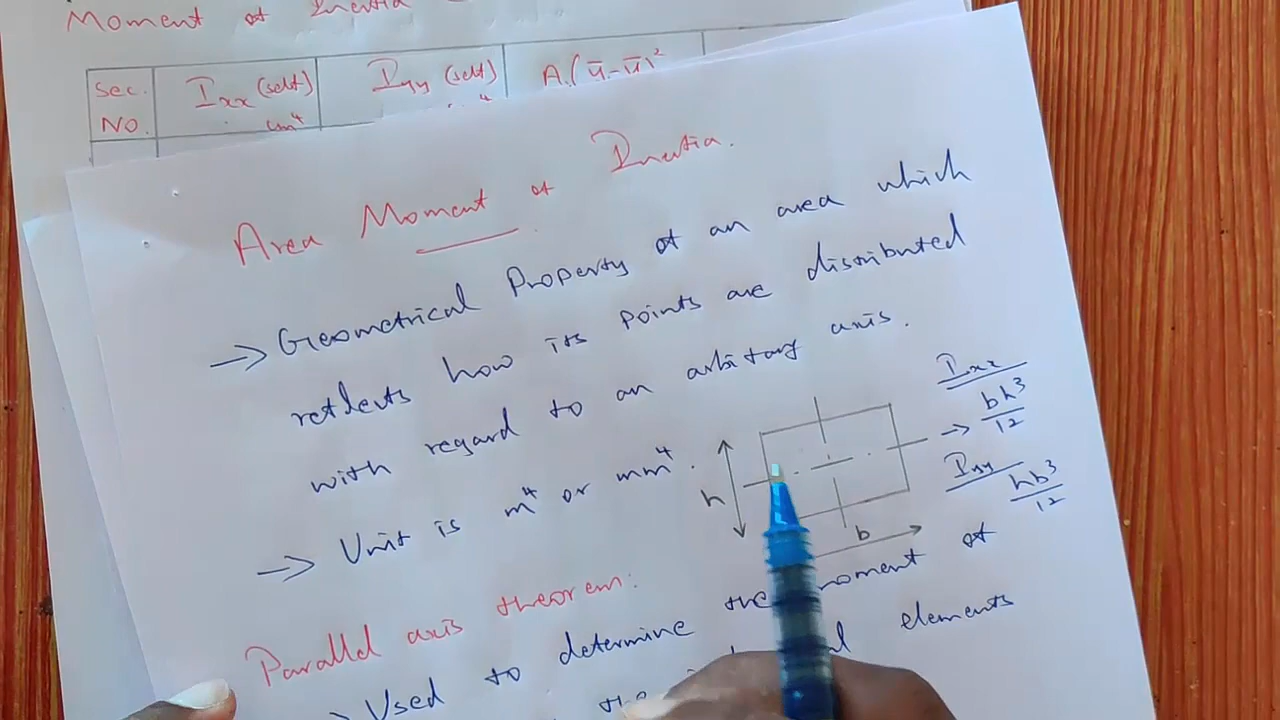 Moment of Inertia
Sec. NO.
Ixx (self) cm⁴
Iyy (self)
A.(ȳ-ȳ)²
Area Moment of Inertia.
→ Geometrical Property of an area which
reflects how its points are distributed
with regard to an arbitary axis.
→ Unit is m⁴ or mm⁴.
h
b
Ixx
→ bh³/12
Iyy
hb³/12
Parallel axis theorem:
Used to determine the moment of
the elements